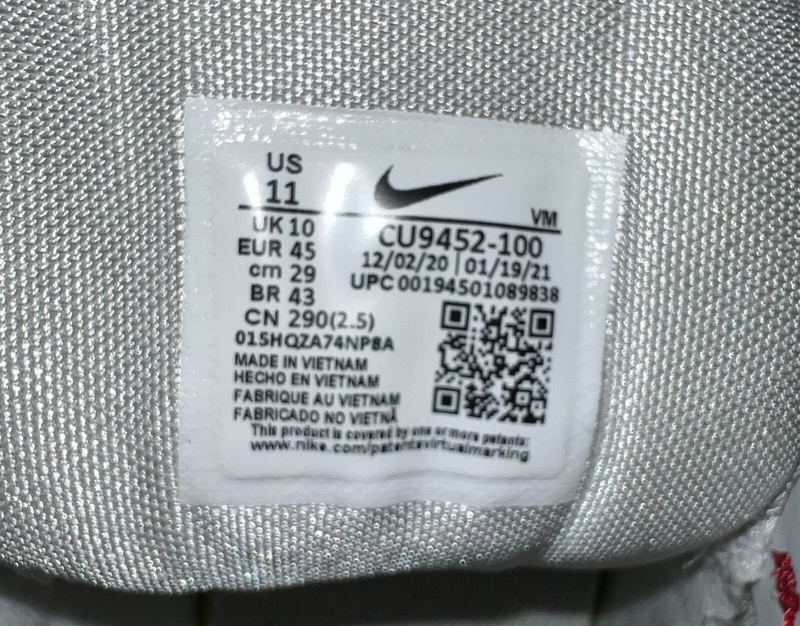 US
11
VM
UK 10
EUR 45
cm 29
BR 43
CN 290(2.5)
015HQZA74NP8A
CU9452-100
12/02/20 | 01/19/21
UPC 00194501089838
MADE IN VIETNAM
HECHO EN VIETNAM
FABRIQUE AU VIETNAM
FABRICADO NO VIETNÃ
This product is covered by one or more patents:
www.nike.com/patentsvirtualmarking